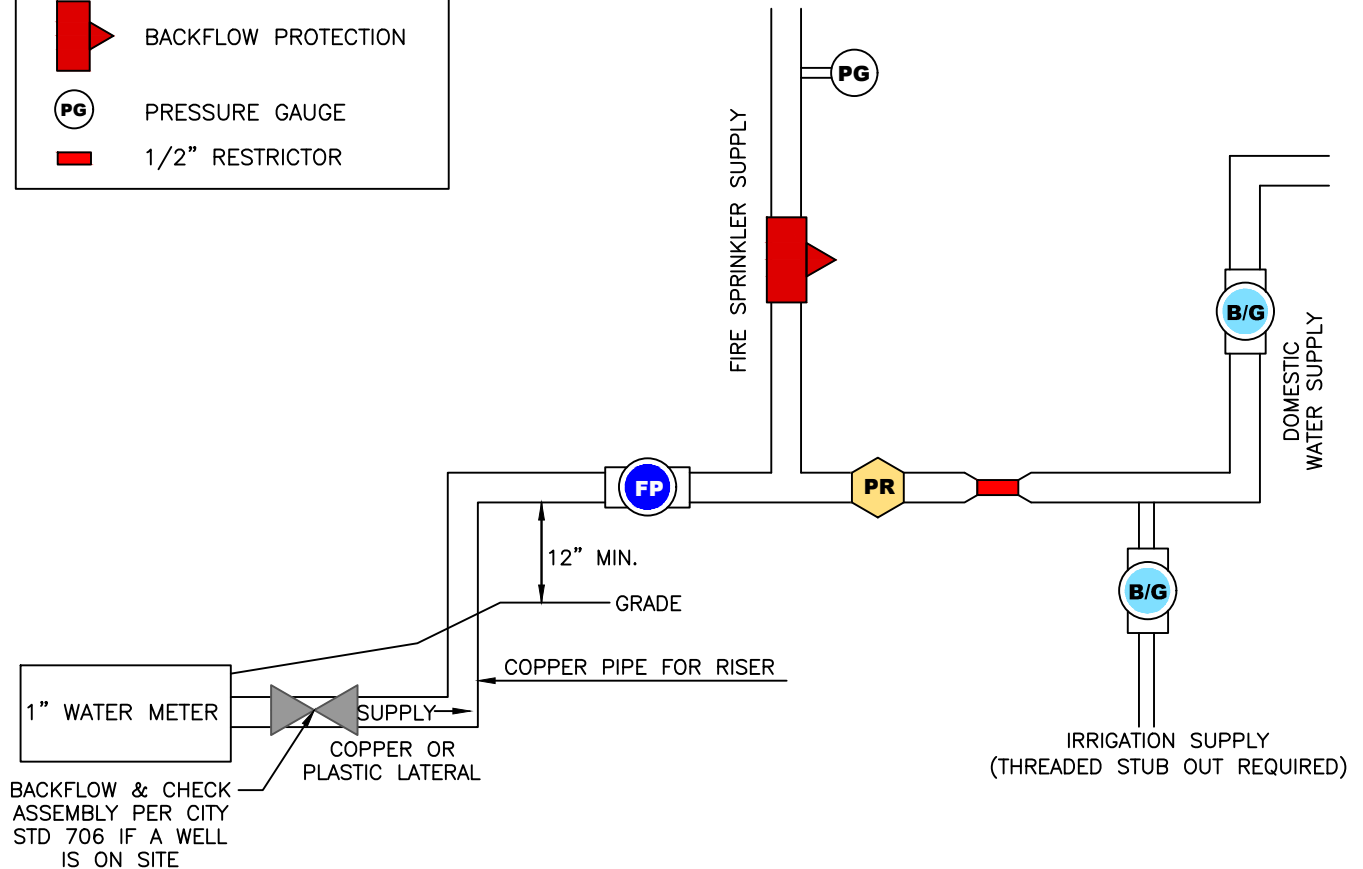 BACKFLOW PROTECTION
PG
PRESSURE GAUGE
1/2" RESTRICTOR
PG
FIRE SPRINKLER SUPPLY
B/G
DOMESTIC
WATER SUPPLY
FP
PR
12" MIN.
GRADE
B/G
COPPER PIPE FOR RISER
1" WATER METER
SUPPLY
COPPER OR
PLASTIC LATERAL
BACKFLOW & CHECK
ASSEMBLY PER CITY
STD 706 IF A WELL
IS ON SITE
IRRIGATION SUPPLY
(THREADED STUB OUT REQUIRED)